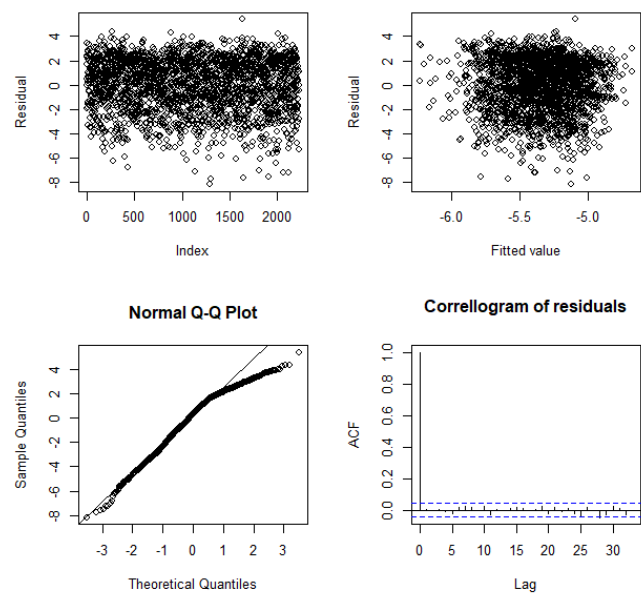 4
2
0
-2
-4
-6
-8
Residual
0 500 1000 1500 2000
Index
4
2
0
-2
-4
-6
-8
Residual
-6.0 -5.5 -5.0
Fitted value
Normal Q-Q Plot
4
2
0
-2
-4
-6
-8
Sample Quantiles
-3 -2 -1 0 1 2 3
Theoretical Quantiles
Correllogram of residuals
1.0
0.8
0.6
0.4
0.2
0.0
ACF
0 5 10 15 20 25 30
Lag